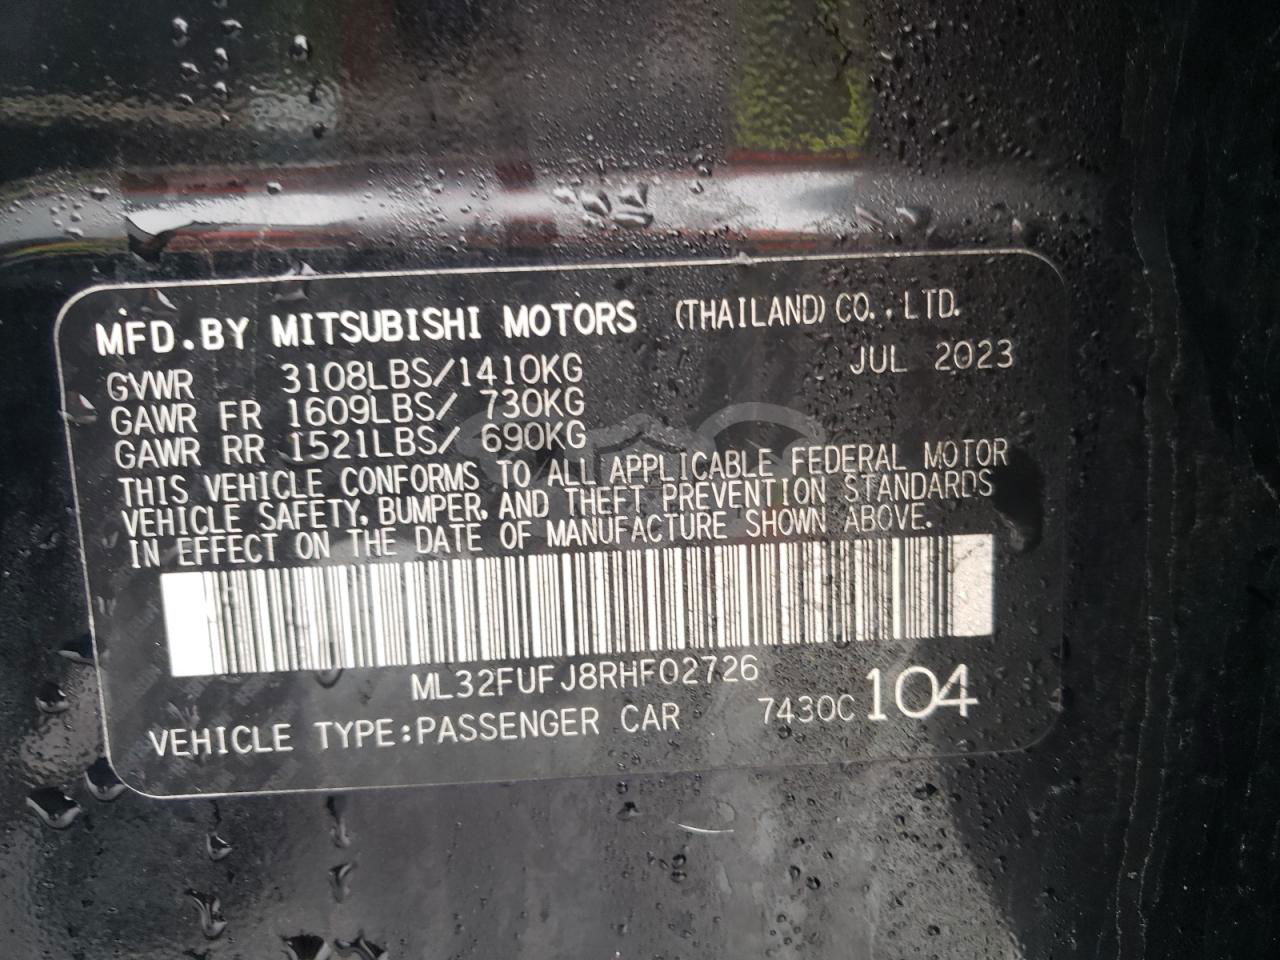 MFD.BY MITSUBISHI MOTORS (THAILAND) CO., LTD.
GVWR 3108LBS/1410KG JUL 2023
GAWR FR 1609LBS/ 730KG
GAWR RR 1521LBS/ 690KG
THIS VEHICLE CONFORMS TO ALL APPLICABLE FEDERAL MOTOR
VEHICLE SAFETY, BUMPER, AND THEFT PREVENTION STANDARDS
IN EFFECT ON THE DATE OF MANUFACTURE SHOWN ABOVE.
ML32FUFJ8RHF02726
VEHICLE TYPE:PASSENGER CAR 7430C 104